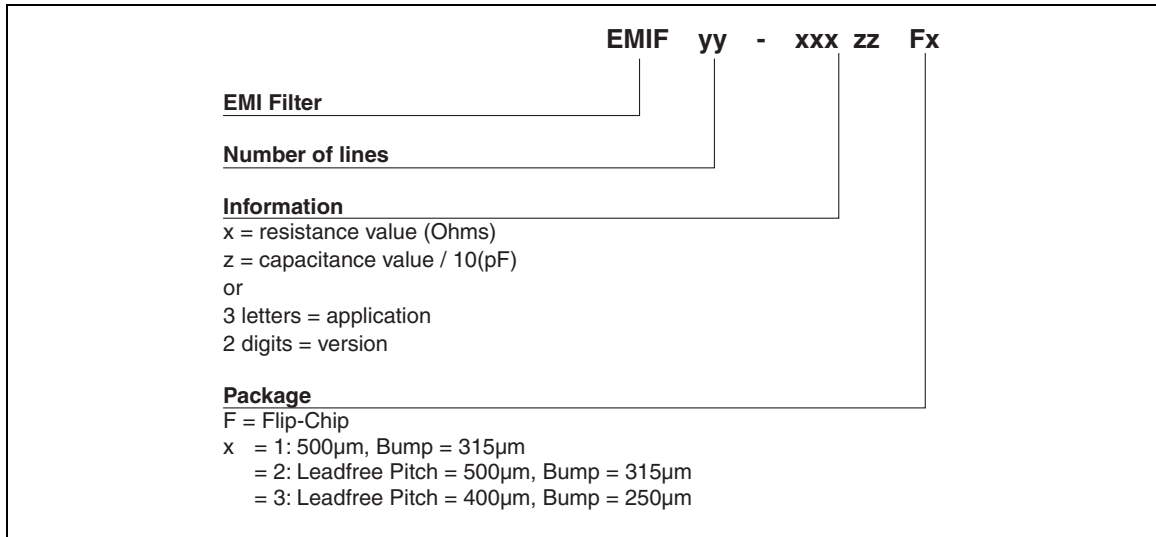 EMIF yy - xxx zz Fx
EMI Filter
Number of lines
Information
x = resistance value (Ohms)
z = capacitance value / 10(pF)
or
3 letters = application
2 digits = version
Package
F = Flip-Chip
x = 1: 500µm, Bump = 315µm
= 2: Leadfree Pitch = 500µm, Bump = 315µm
= 3: Leadfree Pitch = 400µm, Bump = 250µm